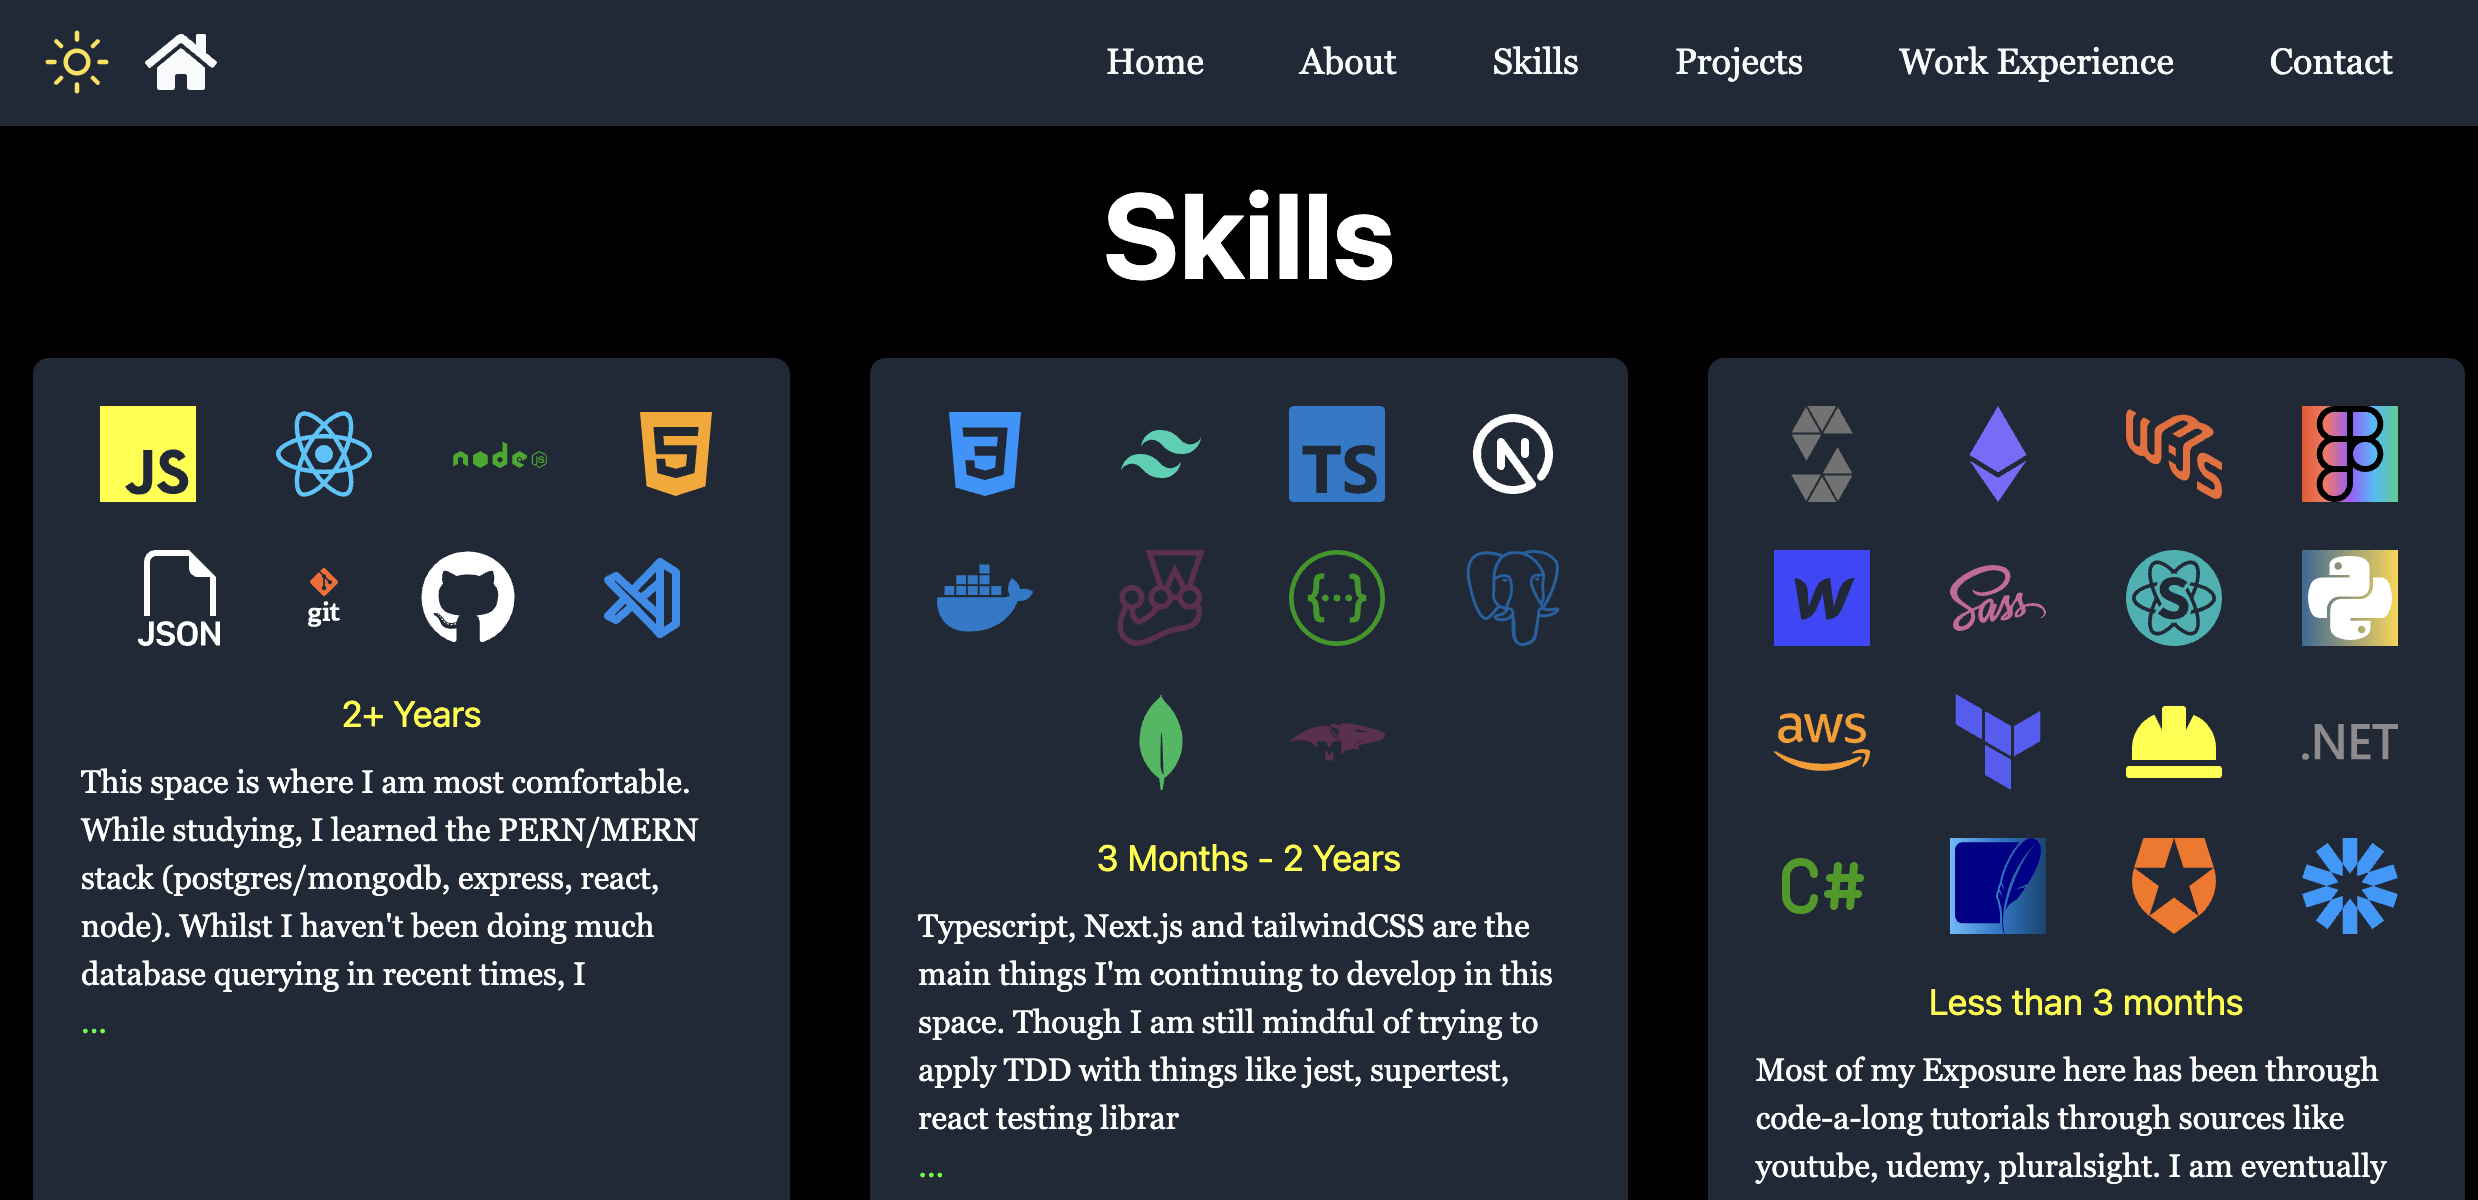 Home About Skills Projects Work Experience Contact
Skills
JS
node JS
5
JSON
git
2+ Years
This space is where I am most comfortable.
While studying, I learned the PERN/MERN
stack (postgres/mongodb, express, react,
node). Whilst I haven't been doing much
database querying in recent times, I
...
3
TS
N
{...}
M
3 Months - 2 Years
Typescript, Next.js and tailwindCSS are the
main things I'm continuing to develop in this
space. Though I am still mindful of trying to
apply TDD with things like jest, supertest,
react testing librar
...
W3JS
W
Sass
S
aws
.NET
C#
Less than 3 months
Most of my Exposure here has been through
code-a-long tutorials through sources like
youtube, udemy, pluralsight. I am eventually